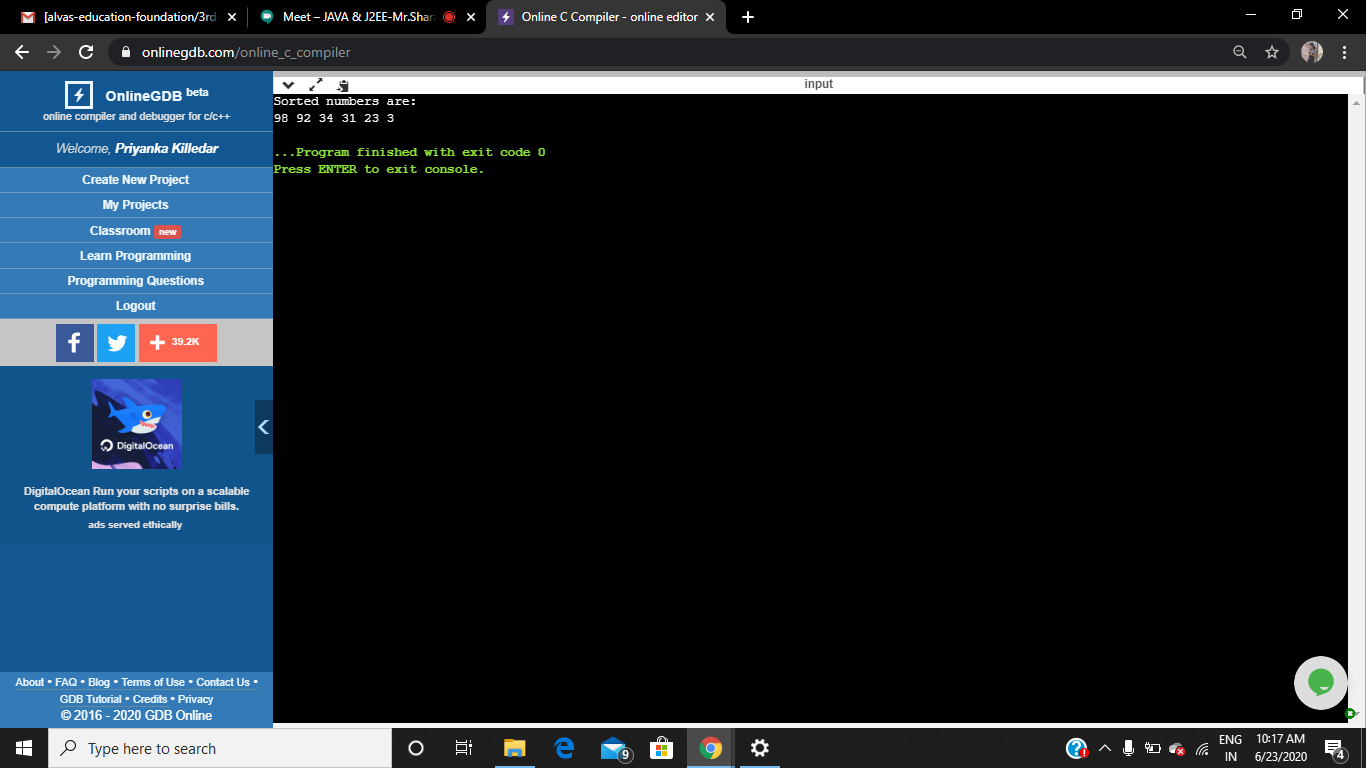 [alvas-education-foundation/3rd
Meet – JAVA & J2EE-Mr.Shar
Online C Compiler - online editor
onlinegdb.com/online_c_compiler
OnlineGDB beta
online compiler and debugger for c/c++
Welcome, Priyanka Killedar
Create New Project
My Projects
Classroom new
Learn Programming
Programming Questions
Logout
39.2K
DigitalOcean
DigitalOcean Run your scripts on a scalable
compute platform with no surprise bills.
ads served ethically
About • FAQ • Blog • Terms of Use • Contact Us •
GDB Tutorial • Credits • Privacy
© 2016 - 2020 GDB Online
input
Sorted numbers are:
98 92 34 31 23 3
...Program finished with exit code 0
Press ENTER to exit console.
Type here to search
9
ENG
IN
10:17 AM
6/23/2020
4